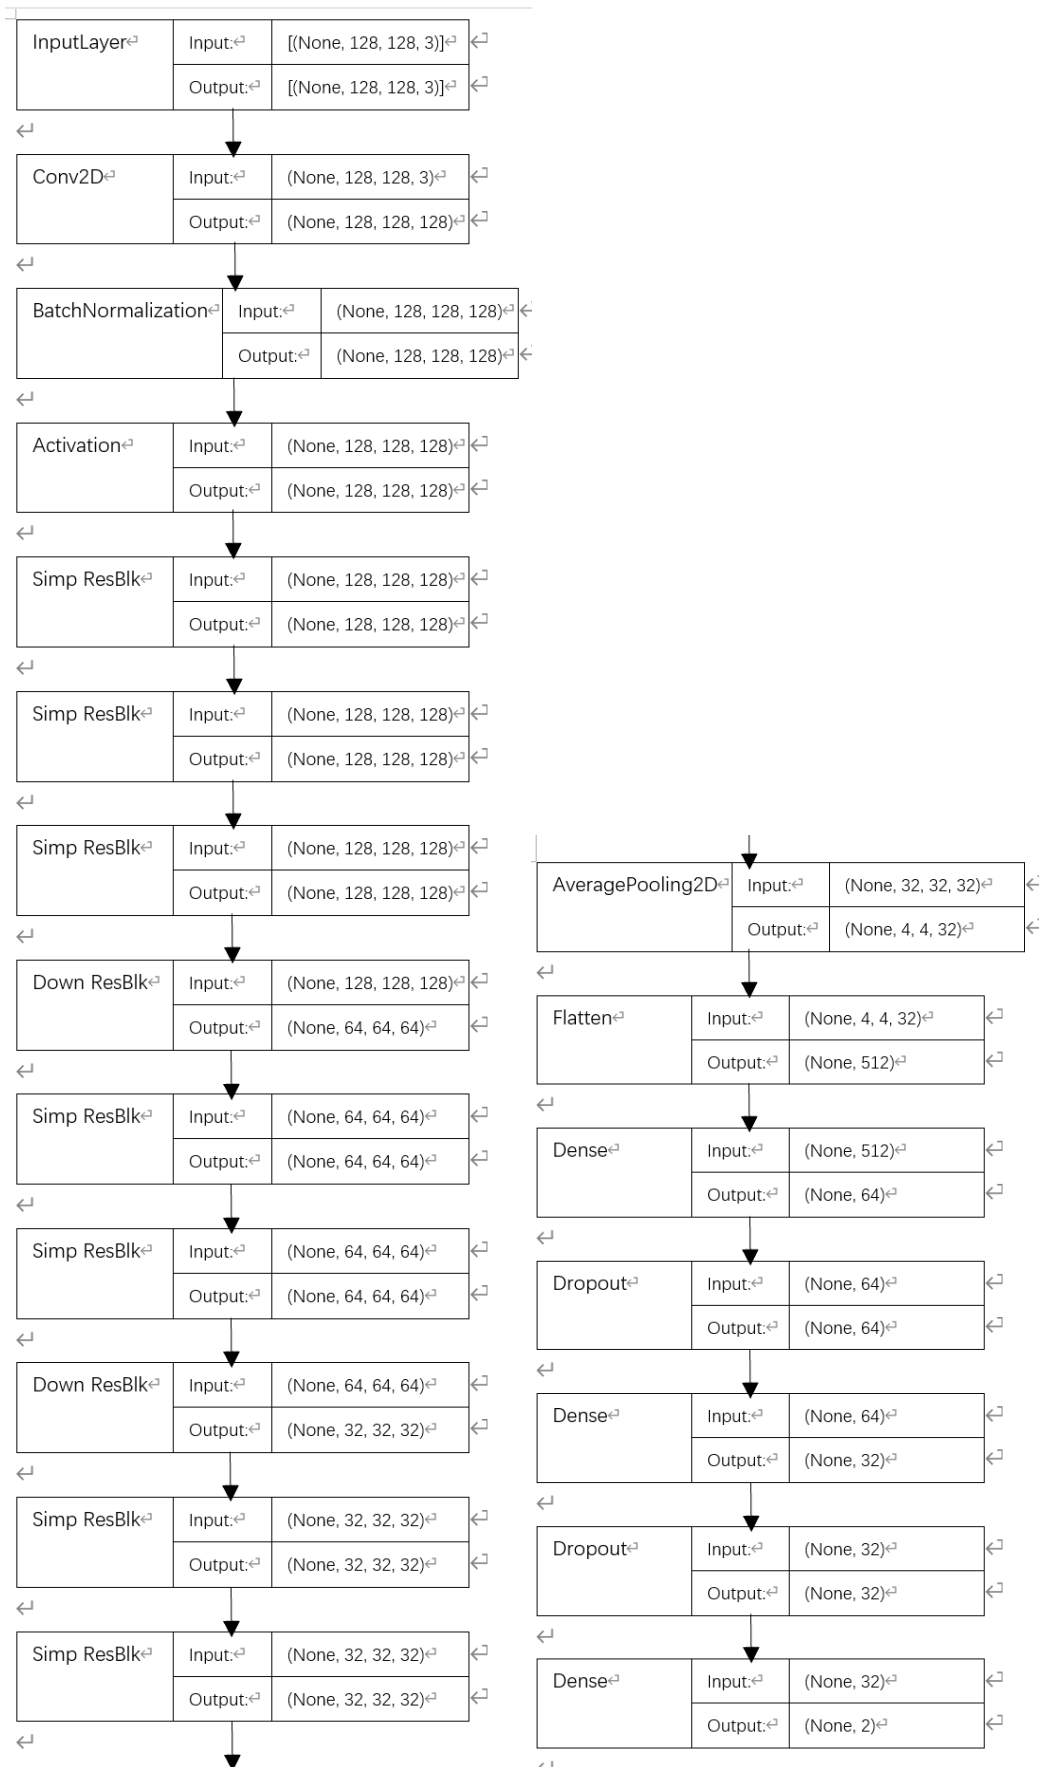 InputLayer
Input: [(None, 128, 128, 3)]
Output: [(None, 128, 128, 3)]
Conv2D
Input: (None, 128, 128, 3)
Output: (None, 128, 128, 128)
BatchNormalization
Input: (None, 128, 128, 128)
Output: (None, 128, 128, 128)
Activation
Input: (None, 128, 128, 128)
Output: (None, 128, 128, 128)
Simp ResBlk
Input: (None, 128, 128, 128)
Output: (None, 128, 128, 128)
Simp ResBlk
Input: (None, 128, 128, 128)
Output: (None, 128, 128, 128)
Simp ResBlk
Input: (None, 128, 128, 128)
Output: (None, 128, 128, 128)
Down ResBlk
Input: (None, 128, 128, 128)
Output: (None, 64, 64, 64)
Simp ResBlk
Input: (None, 64, 64, 64)
Output: (None, 64, 64, 64)
Simp ResBlk
Input: (None, 64, 64, 64)
Output: (None, 64, 64, 64)
Down ResBlk
Input: (None, 64, 64, 64)
Output: (None, 32, 32, 32)
Simp ResBlk
Input: (None, 32, 32, 32)
Output: (None, 32, 32, 32)
Simp ResBlk
Input: (None, 32, 32, 32)
Output: (None, 32, 32, 32)
AveragePooling2D
Input: (None, 32, 32, 32)
Output: (None, 4, 4, 32)
Flatten
Input: (None, 4, 4, 32)
Output: (None, 512)
Dense
Input: (None, 512)
Output: (None, 64)
Dropout
Input: (None, 64)
Output: (None, 64)
Dense
Input: (None, 64)
Output: (None, 32)
Dropout
Input: (None, 32)
Output: (None, 32)
Dense
Input: (None, 32)
Output: (None, 2)